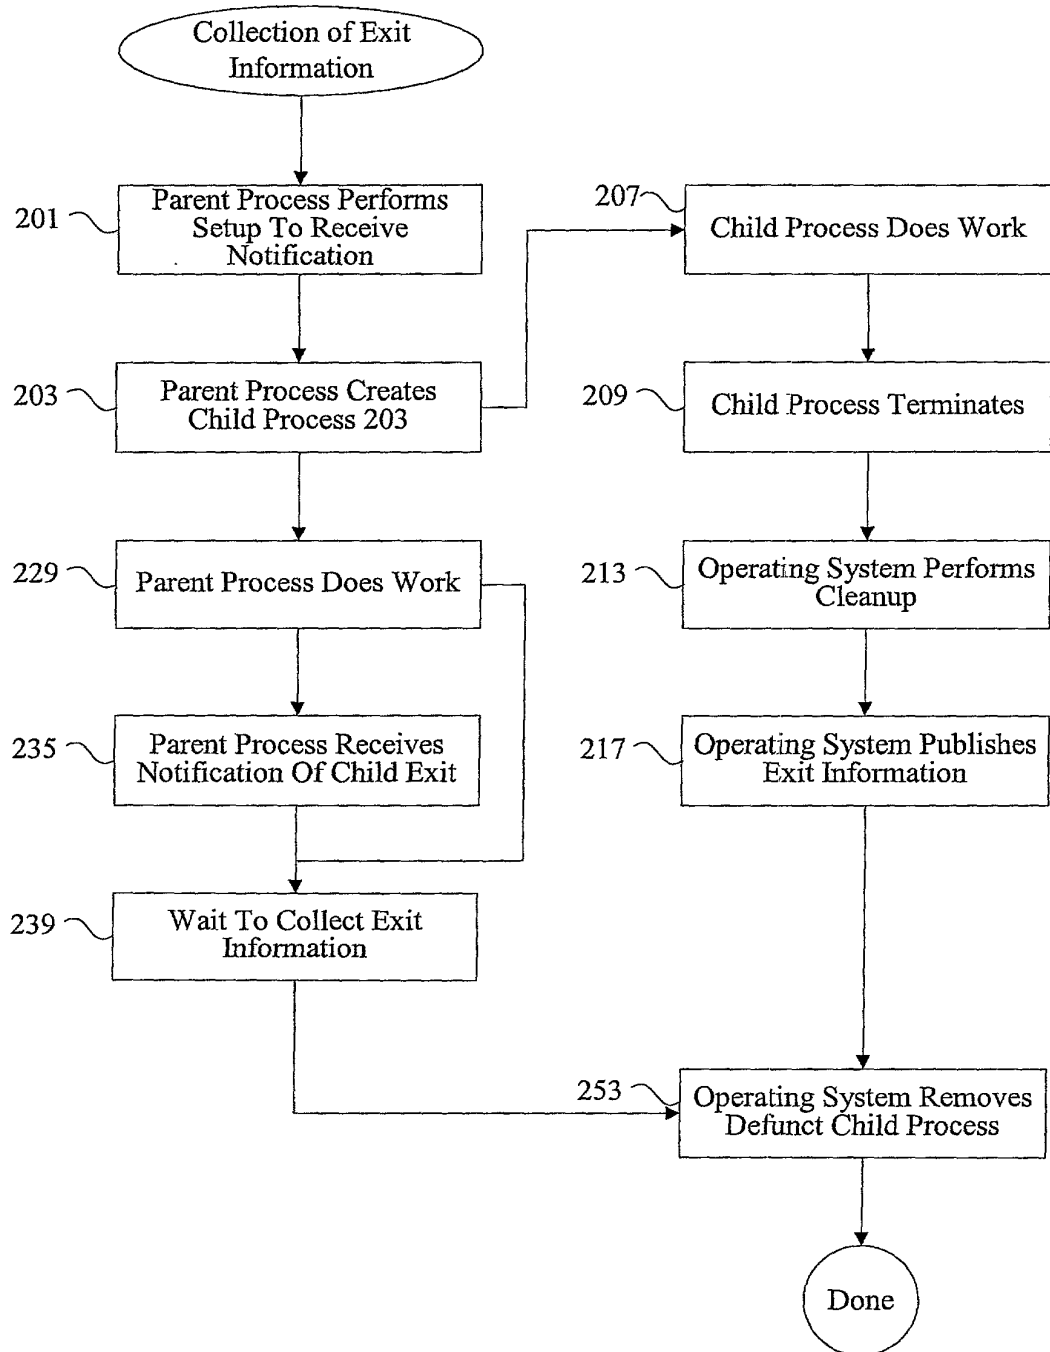 Collection of Exit
Information
201
Parent Process Performs
Setup To Receive
Notification
207
Child Process Does Work
203
Parent Process Creates
Child Process 203
209
Child Process Terminates
229
Parent Process Does Work
213
Operating System Performs
Cleanup
235
Parent Process Receives
Notification Of Child Exit
217
Operating System Publishes
Exit Information
239
Wait To Collect Exit
Information
253
Operating System Removes
Defunct Child Process
Done